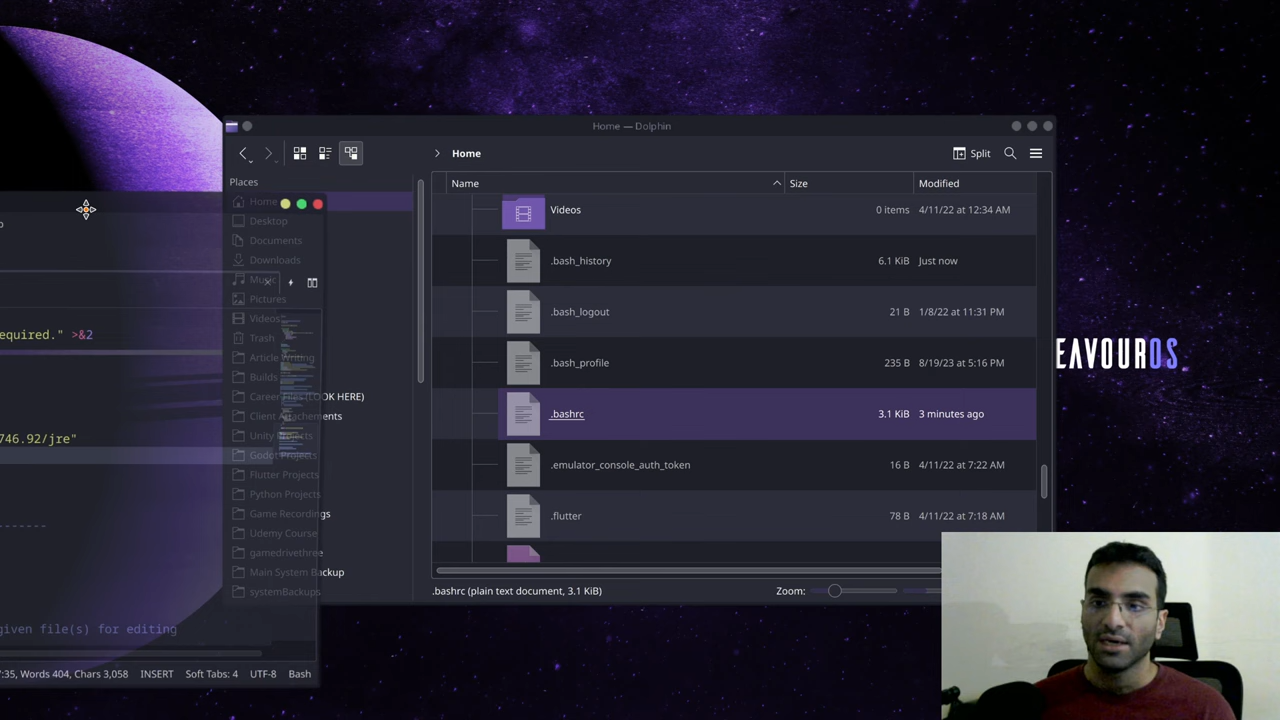 Home — Dolphin
Home
Split
Places
Name
Size
Modified
Home
Desktop
Documents
Downloads
Music
Pictures
Videos
Trash
Article Writing
Builds
Career Files (LOOK HERE)
Client Attachements
Unity Projects
Godot Projects
Flutter Projects
Python Projects
Game Recordings
Udemy Course
gamedrivethree
Main System Backup
systemBackups
Videos 0 items 4/11/22 at 12:34 AM
.bash_history 6.1 KiB Just now
.bash_logout 21 B 1/8/22 at 11:31 PM
.bash_profile 235 B 8/19/23 at 5:16 PM
.bashrc 3.1 KiB 3 minutes ago
.emulator_console_auth_token 16 B 4/11/22 at 7:22 AM
.flutter 78 B 4/11/22 at 7:18 AM
.bashrc (plain text document, 3.1 KiB)
Zoom:
equired." >&2
746.92/jre"
-------
given file(s) for editing
:35, Words 404, Chars 3,058 INSERT Soft Tabs: 4 UTF-8 Bash
EAVOUROS